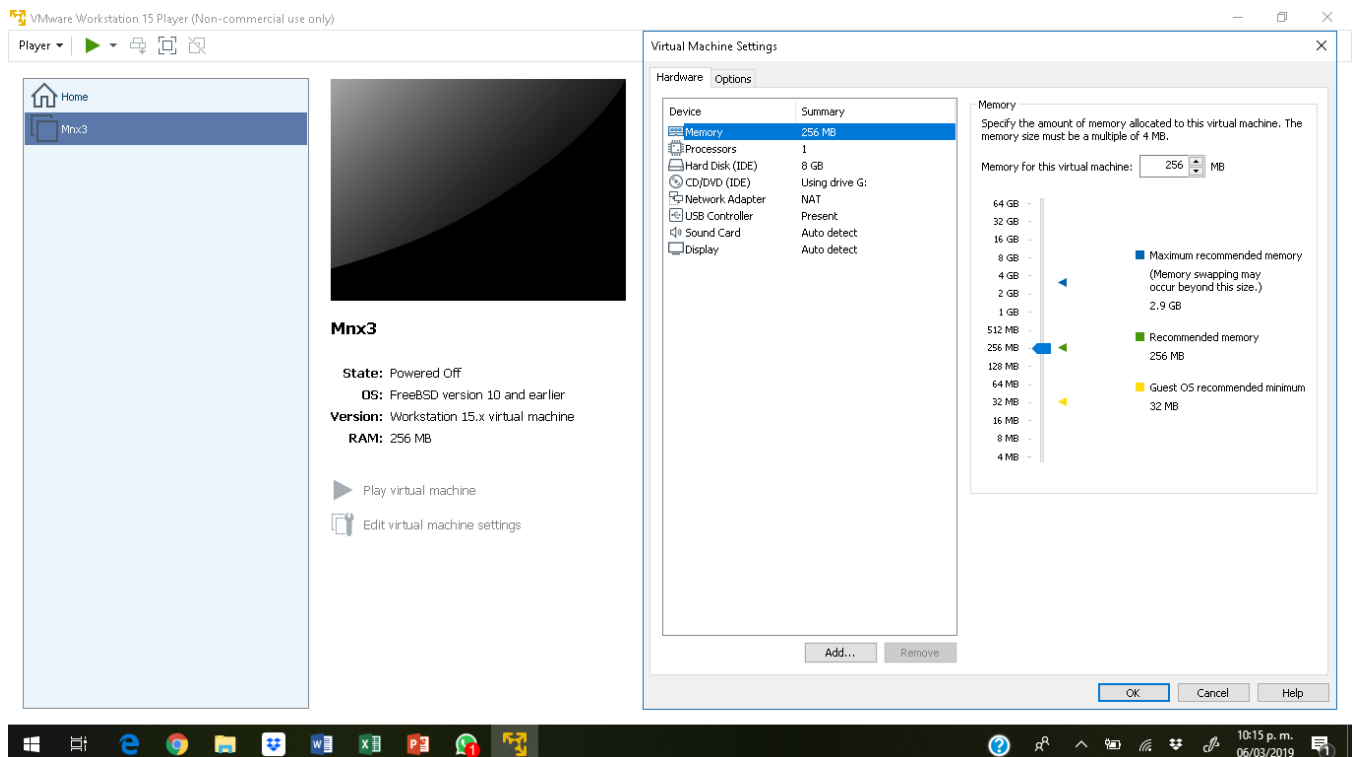 VMware Workstation 15 Player (Non-commercial use only)
Player
Home
Mnx3
Mnx3
State: Powered Off
OS: FreeBSD version 10 and earlier
Version: Workstation 15.x virtual machine
RAM: 256 MB
Play virtual machine
Edit virtual machine settings
Virtual Machine Settings
Hardware Options
Device Summary
Memory 256 MB
Processors 1
Hard Disk (IDE) 8 GB
CD/DVD (IDE) Using drive G:
Network Adapter NAT
USB Controller Present
Sound Card Auto detect
Display Auto detect
Add... Remove
Memory
Specify the amount of memory allocated to this virtual machine. The
memory size must be a multiple of 4 MB.
Memory for this virtual machine: 256 MB
64 GB
32 GB
16 GB
8 GB
4 GB
2 GB
1 GB
512 MB
256 MB
128 MB
64 MB
32 MB
16 MB
8 MB
4 MB
Maximum recommended memory
(Memory swapping may
occur beyond this size.)
2.9 GB
Recommended memory
256 MB
Guest OS recommended minimum
32 MB
OK Cancel Help
10:15 p. m.
06/03/2019